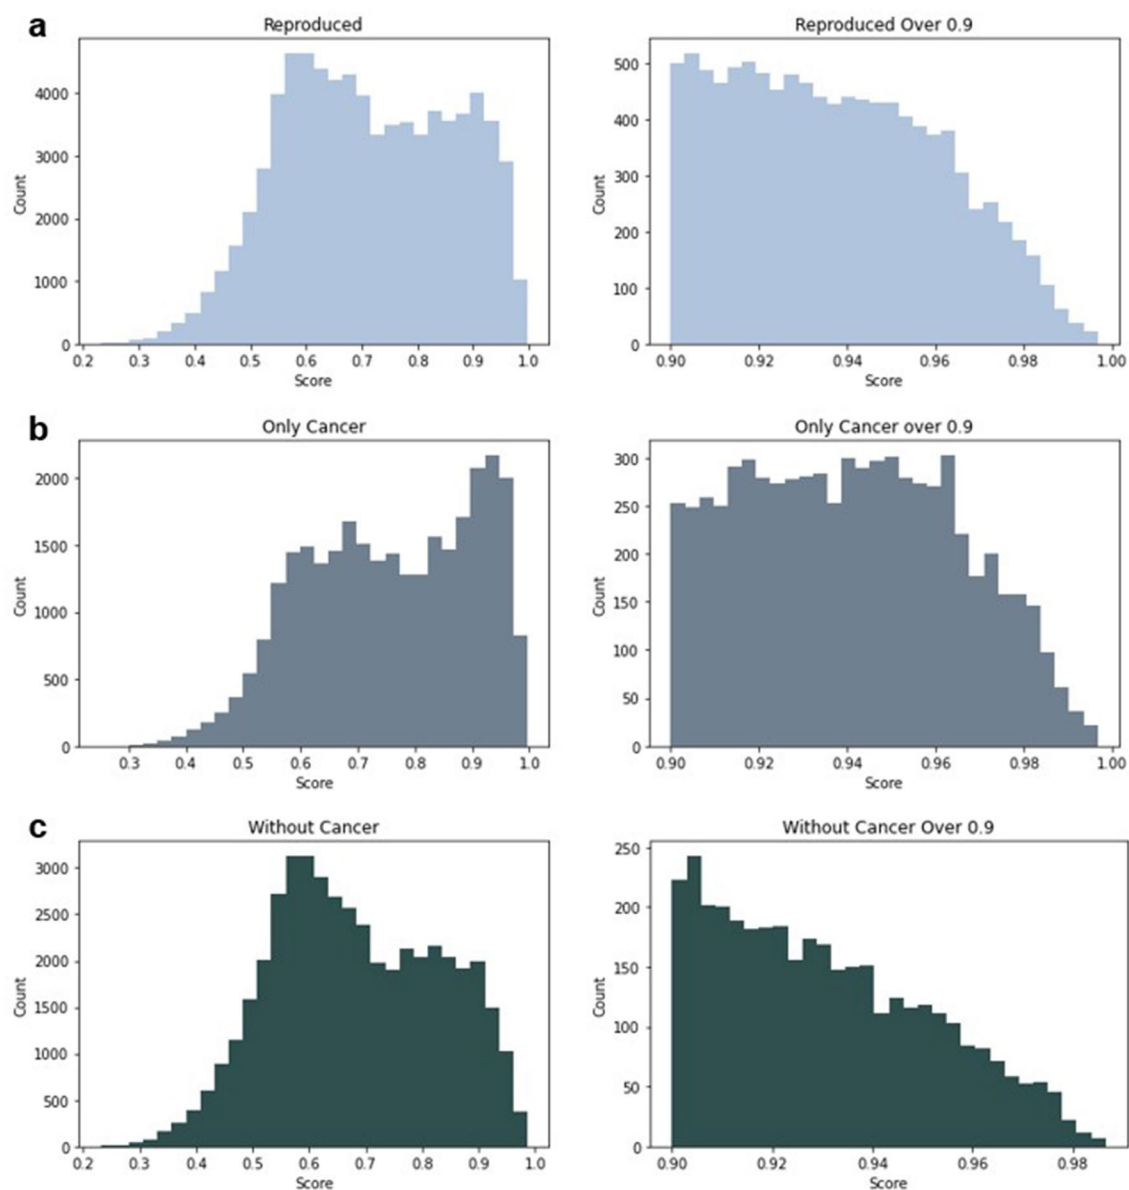 a
Reproduced
Count
4000
3000
2000
1000
0
0.2 0.3 0.4 0.5 0.6 0.7 0.8 0.9 1.0
Score
Reproduced Over 0.9
Count
500
400
300
200
100
0
0.90 0.92 0.94 0.96 0.98 1.00
Score
b
Only Cancer
Count
2000
1500
1000
500
0
0.3 0.4 0.5 0.6 0.7 0.8 0.9 1.0
Score
Only Cancer over 0.9
Count
300
250
200
150
100
50
0
0.90 0.92 0.94 0.96 0.98 1.00
Score
c
Without Cancer
Count
3000
2500
2000
1500
1000
500
0
0.2 0.3 0.4 0.5 0.6 0.7 0.8 0.9 1.0
Score
Without Cancer Over 0.9
Count
250
200
150
100
50
0
0.90 0.92 0.94 0.96 0.98
Score